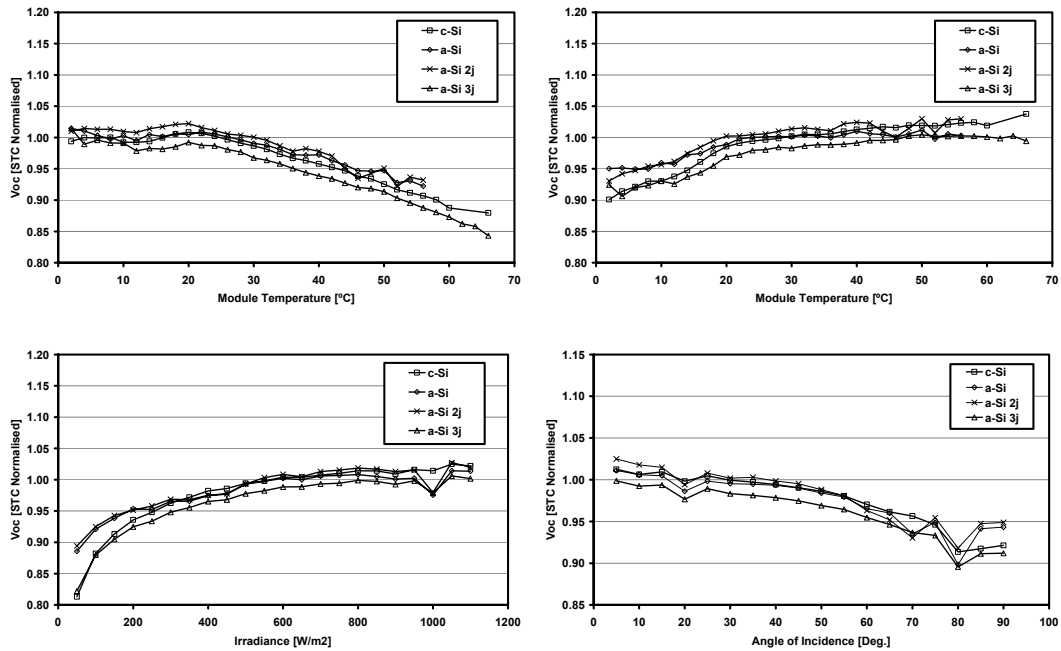 1.20
1.15
1.10
1.05
1.00
0.95
0.90
0.85
0.80
Voc [STC Normalised]
0 10 20 30 40 50 60 70
Module Temperature [ºC]
c-Si
a-Si
a-Si 2j
a-Si 3j
1.20
1.15
1.10
1.05
1.00
0.95
0.90
0.85
0.80
Voc [STC Normalised]
0 10 20 30 40 50 60 70
Module Temperature [ºC]
c-Si
a-Si
a-Si 2j
a-Si 3j
1.20
1.15
1.10
1.05
1.00
0.95
0.90
0.85
0.80
Voc [STC Normalised]
0 200 400 600 800 1000 1200
Irradiance [W/m2]
c-Si
a-Si
a-Si 2j
a-Si 3j
1.15
1.10
1.05
1.00
0.95
0.90
0.85
Voc [STC Normalised]
0 10 20 30 40 50 60 70 80 90 100
Angle of Incidence [Deg.]
c-Si
a-Si
a-Si 2j
a-Si 3j